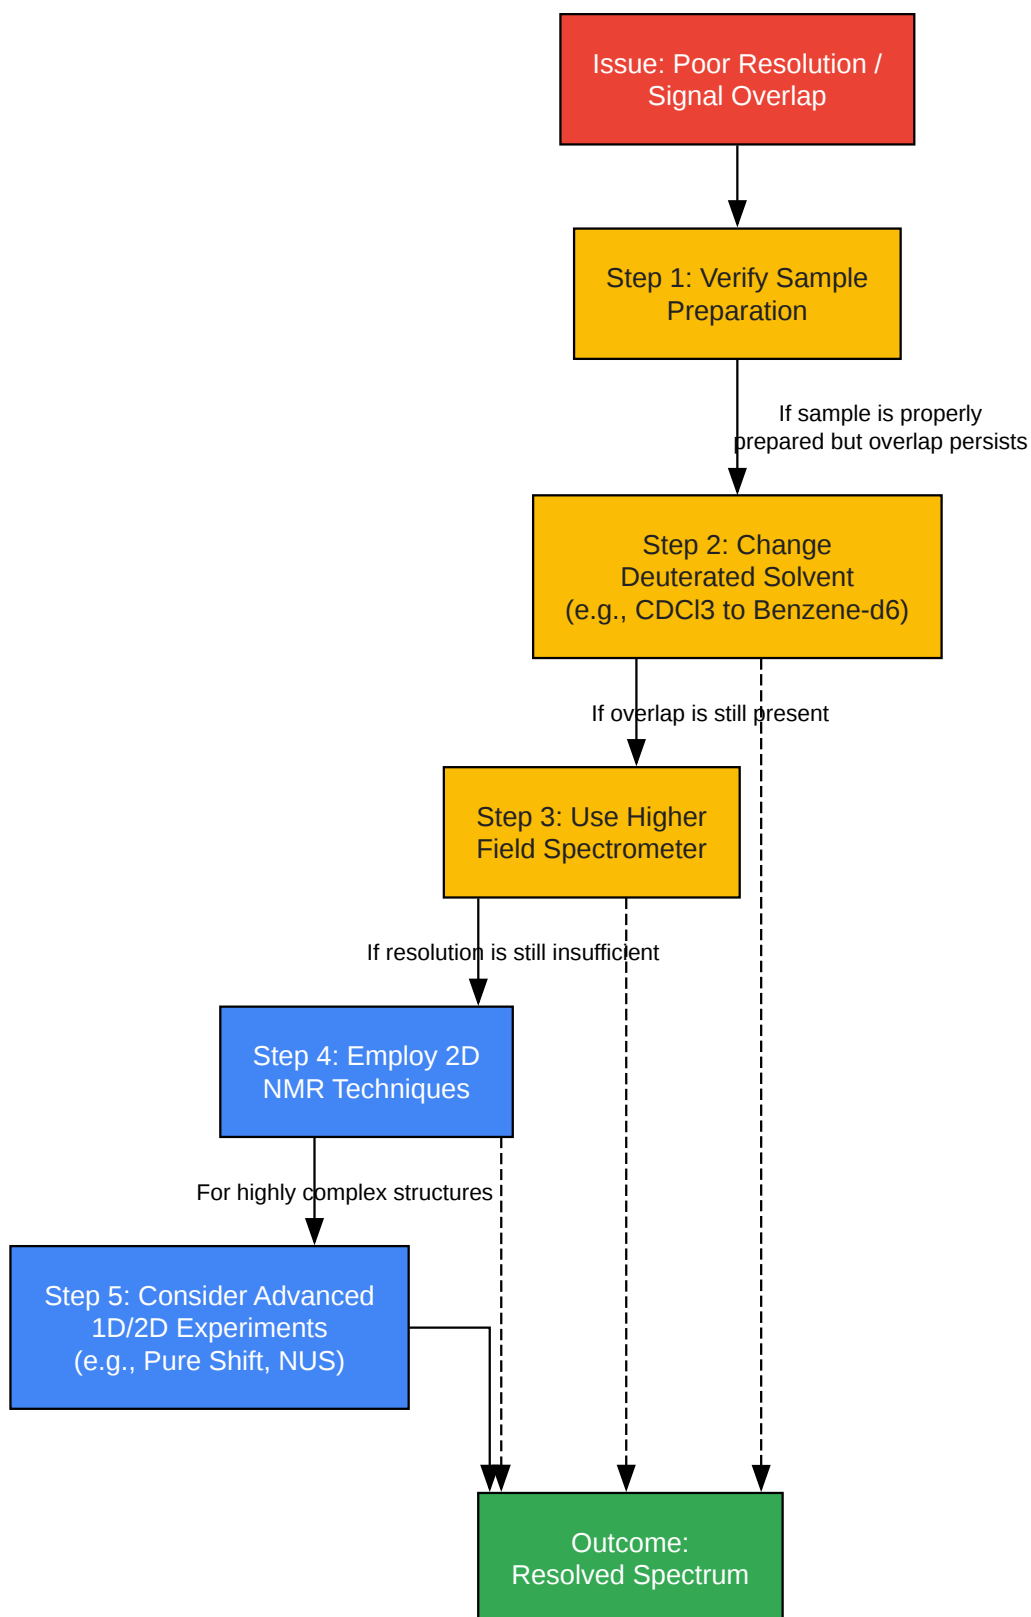 Issue: Poor Resolution /
Signal Overlap
Step 1: Verify Sample
Preparation
If sample is properly
prepared but overlap persists
Step 2: Change
Deuterated Solvent
(e.g., CDCl3 to Benzene-d6)
If overlap is still present
Step 3: Use Higher
Field Spectrometer
If resolution is still insufficient
Step 4: Employ 2D
NMR Techniques
For highly complex structures
Step 5: Consider Advanced
1D/2D Experiments
(e.g., Pure Shift, NUS)
Outcome:
Resolved Spectrum